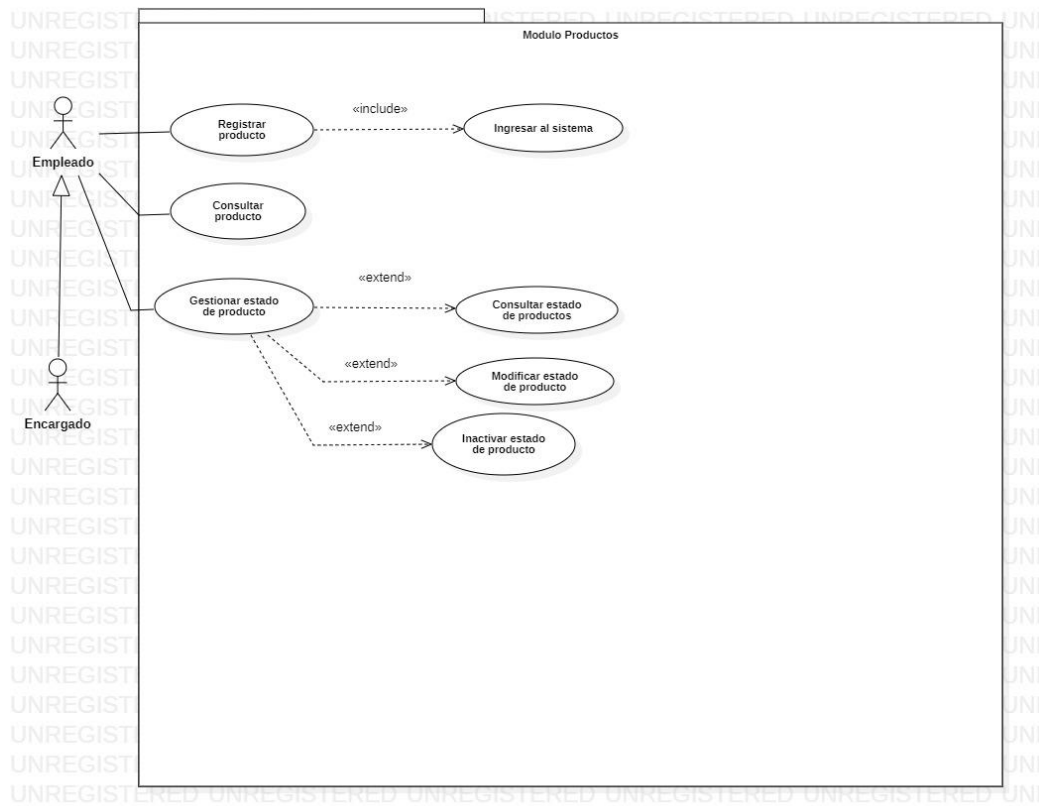 Modulo Productos
«include»
Registrar
producto
Ingresar al sistema
Empleado
Consultar
producto
«extend»
Gestionar estado
de producto
Consultar estado
de productos
«extend»
Modificar estado
de producto
Encargado
«extend»
Inactivar estado
de producto
UNREGISTERED UNREGISTERED UNREGISTERED UNREGISTERED UNREGISTERED UNI